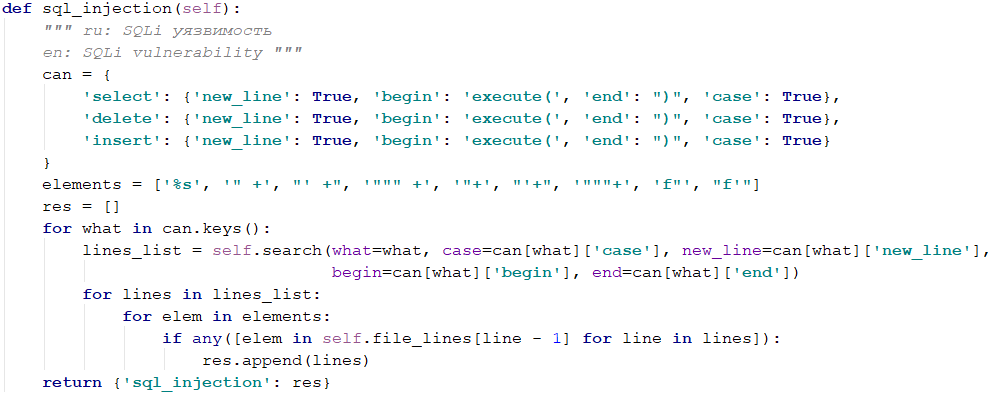 def sql_injection(self):
    """ ru: SQLi уязвимость
    en: SQLi vulnerability """
    can = {
        'select': {'new_line': True, 'begin': 'execute(', 'end': ")", 'case': True},
        'delete': {'new_line': True, 'begin': 'execute(', 'end': ")", 'case': True},
        'insert': {'new_line': True, 'begin': 'execute(', 'end': ")", 'case': True}
    }
    elements = ['%s', '" +', "' +", '""" +', '"+', "'+", '"""+', 'f"', "f'"]
    res = []
    for what in can.keys():
        lines_list = self.search(what=what, case=can[what]['case'], new_line=can[what]['new_line'],
                                 begin=can[what]['begin'], end=can[what]['end'])
        for lines in lines_list:
            for elem in elements:
                if any([elem in self.file_lines[line - 1] for line in lines]):
                    res.append(lines)
    return {'sql_injection': res}